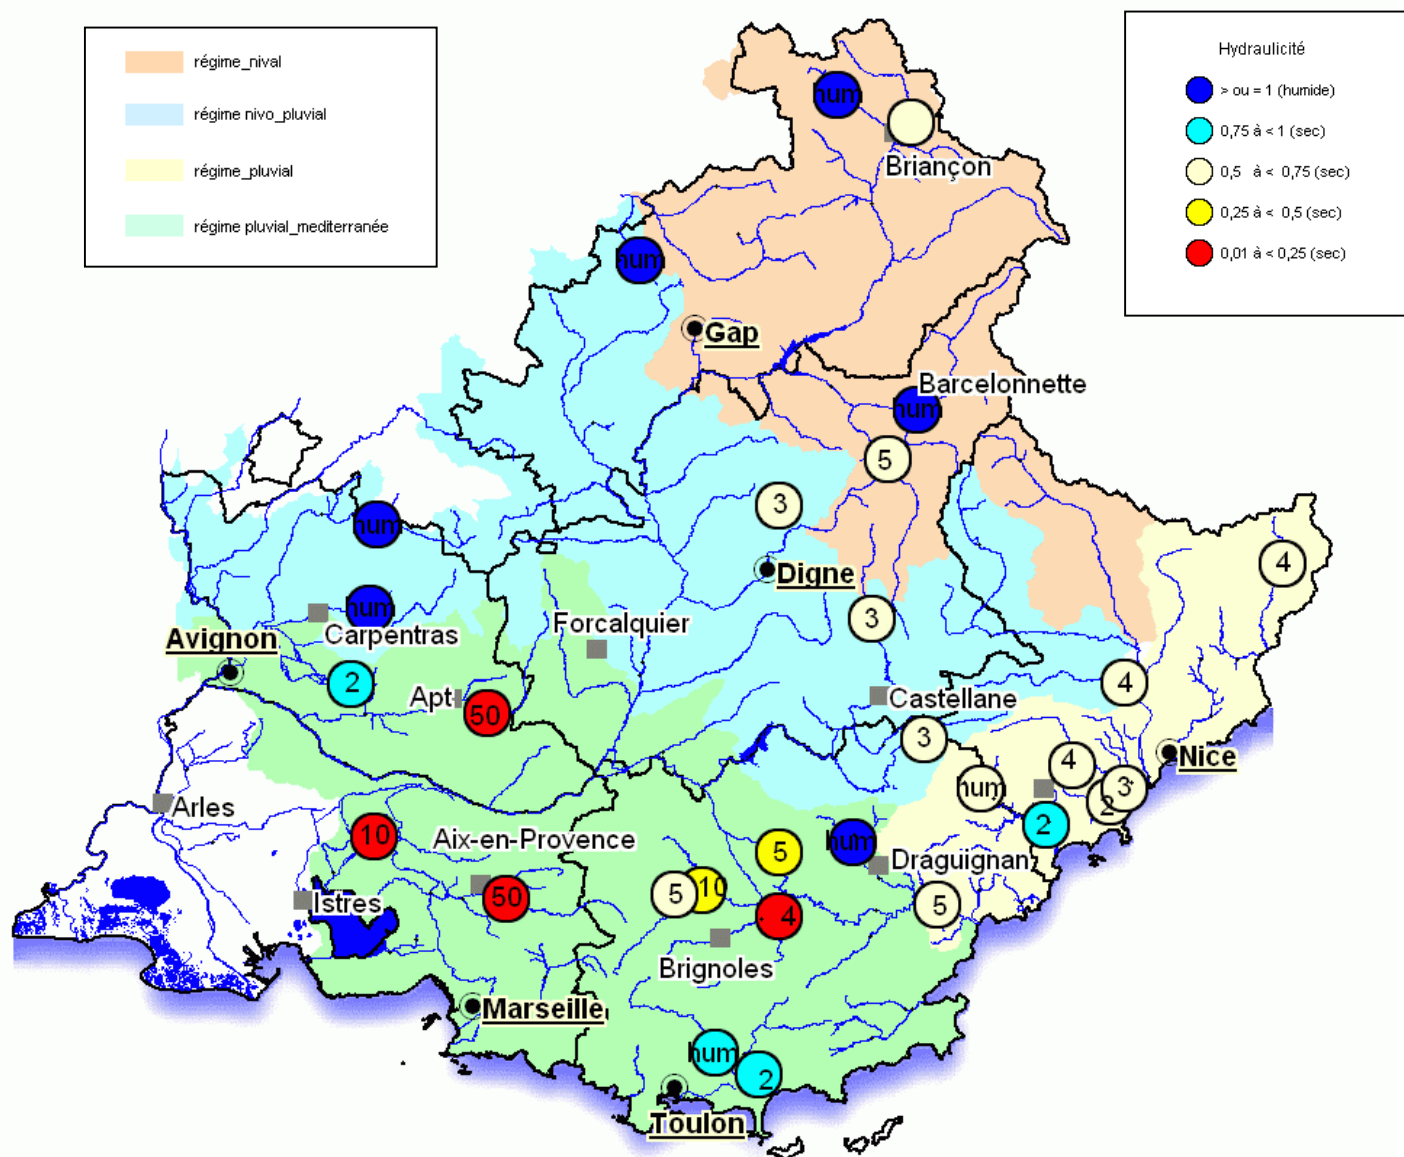 régime_nival
régime nivo_pluvial
régime_pluvial
régime pluvial_mediterranée
Hydraulicité
> ou = 1 (humide)
0,75 à < 1 (sec)
0,5 à < 0,75 (sec)
0,25 à < 0,5 (sec)
0,01 à < 0,25 (sec)
hum
Briançon
hum
Gap
Barcelonnette
hum
5
3
hum
4
Digne
hum
3
Carpentras
Forcalquier
Avignon
2
4
Apt
50
Castellane
3
Nice
4
3
hum
2
Arles
2
10
Aix-en-Provence
hum
5
Draguignan
10
5
50
5
4
Istres
Brignoles
Marseille
hum
2
Toulon